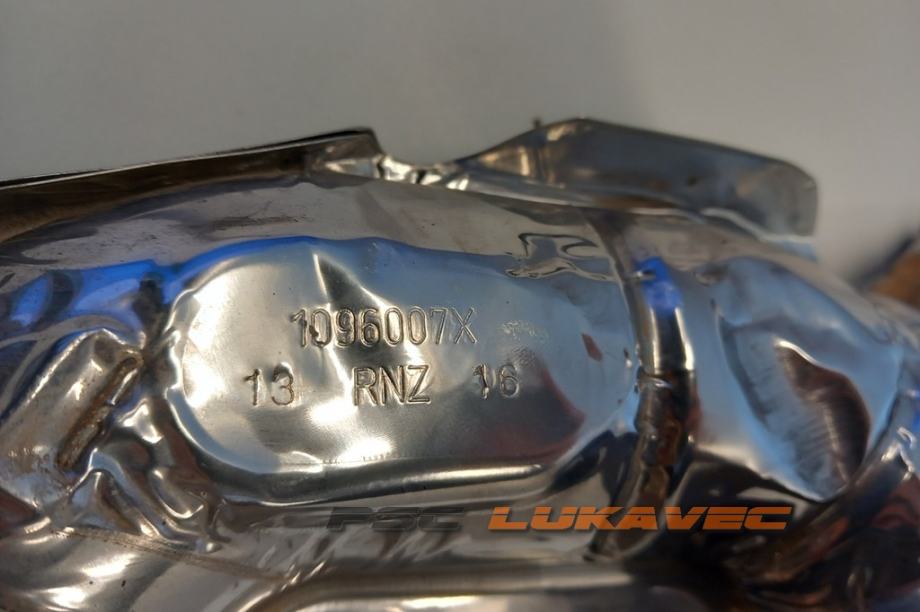 1096007X
13 RNZ 16
PSC LUKAVEC